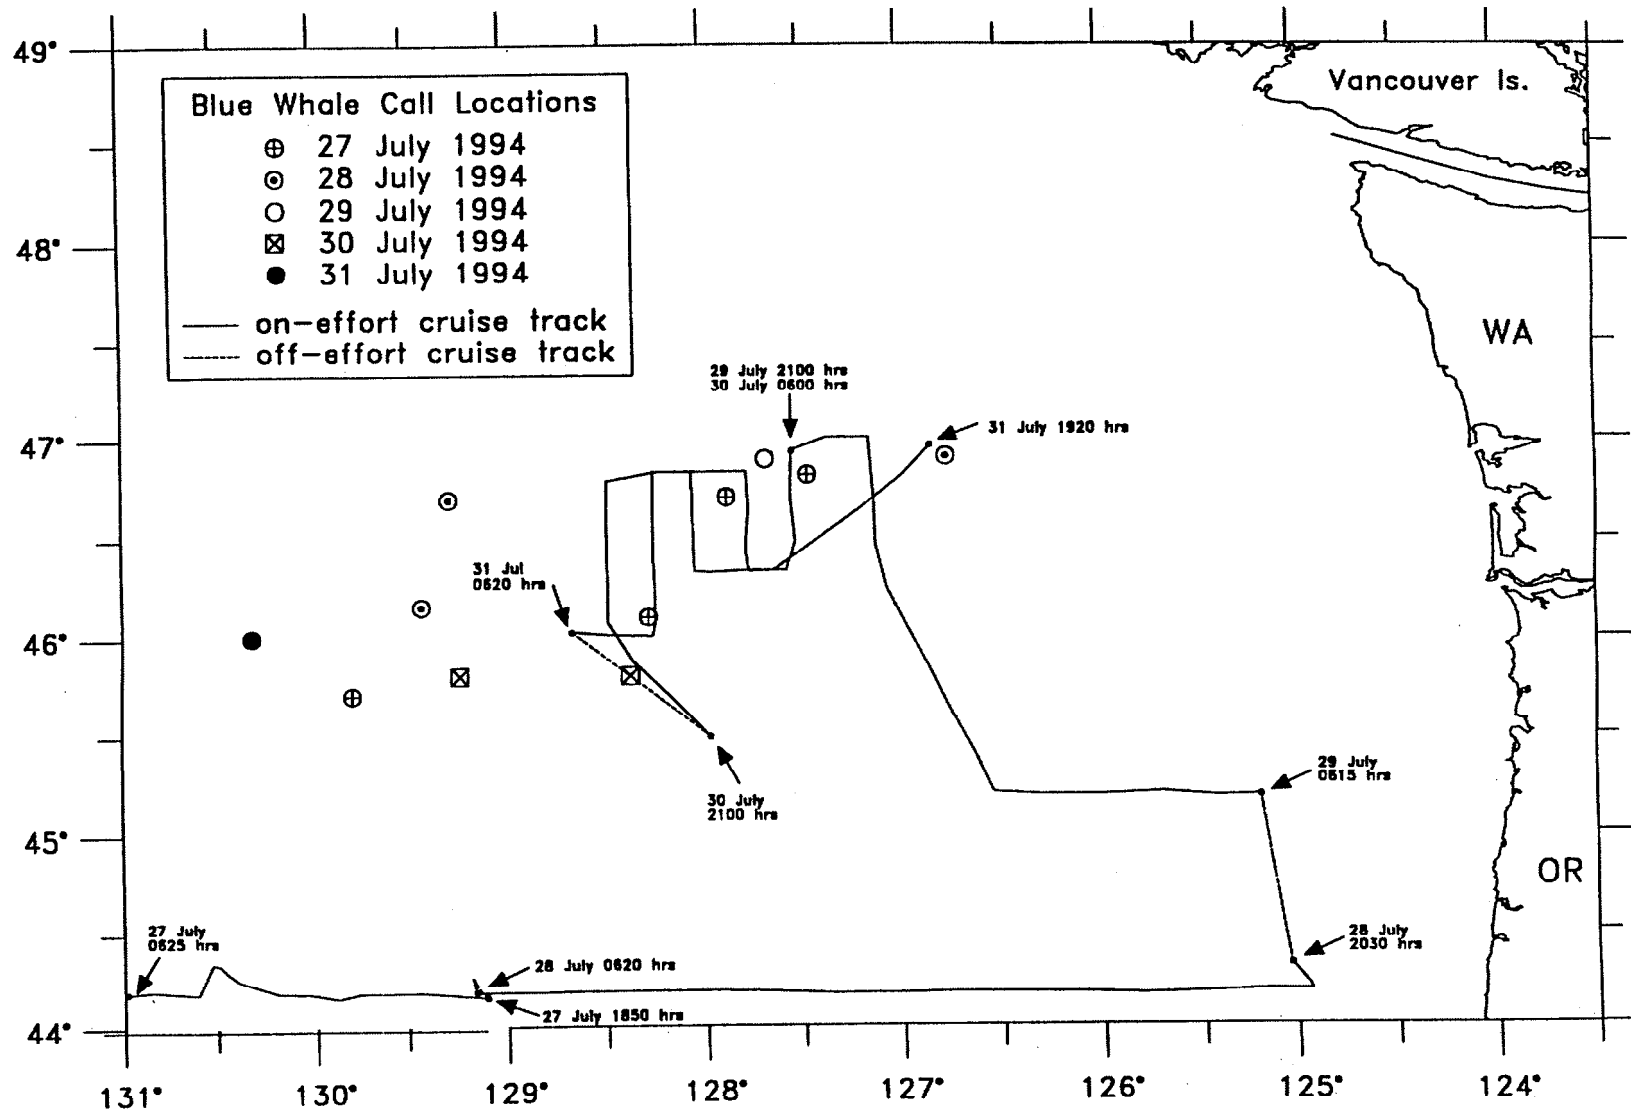 49°
Vancouver Is.
Blue Whale Call Locations
27 July 1994
28 July 1994
29 July 1994
30 July 1994
31 July 1994
on-effort cruise track
off-effort cruise track
48°
WA
29 July 2100 hrs
30 July 0600 hrs
47°
31 July 1920 hrs
31 Jul
0620 hrs
46°
29 July
0615 hrs
30 July
2100 hrs
45°
OR
27 July
0625 hrs
28 July
2030 hrs
28 July 0620 hrs
27 July 1850 hrs
44°
131° 130° 129° 128° 127° 126° 125° 124°